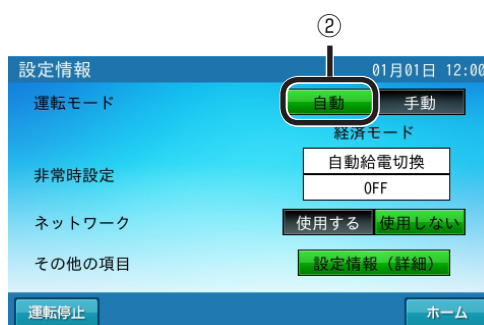 ②
設定情報 01月01日 12:00
運転モード 自動 手動
経済モード
非常時設定 自動給電切換
OFF
ネットワーク 使用する 使用しない
その他の項目 設定情報（詳細）
運転停止 ホーム